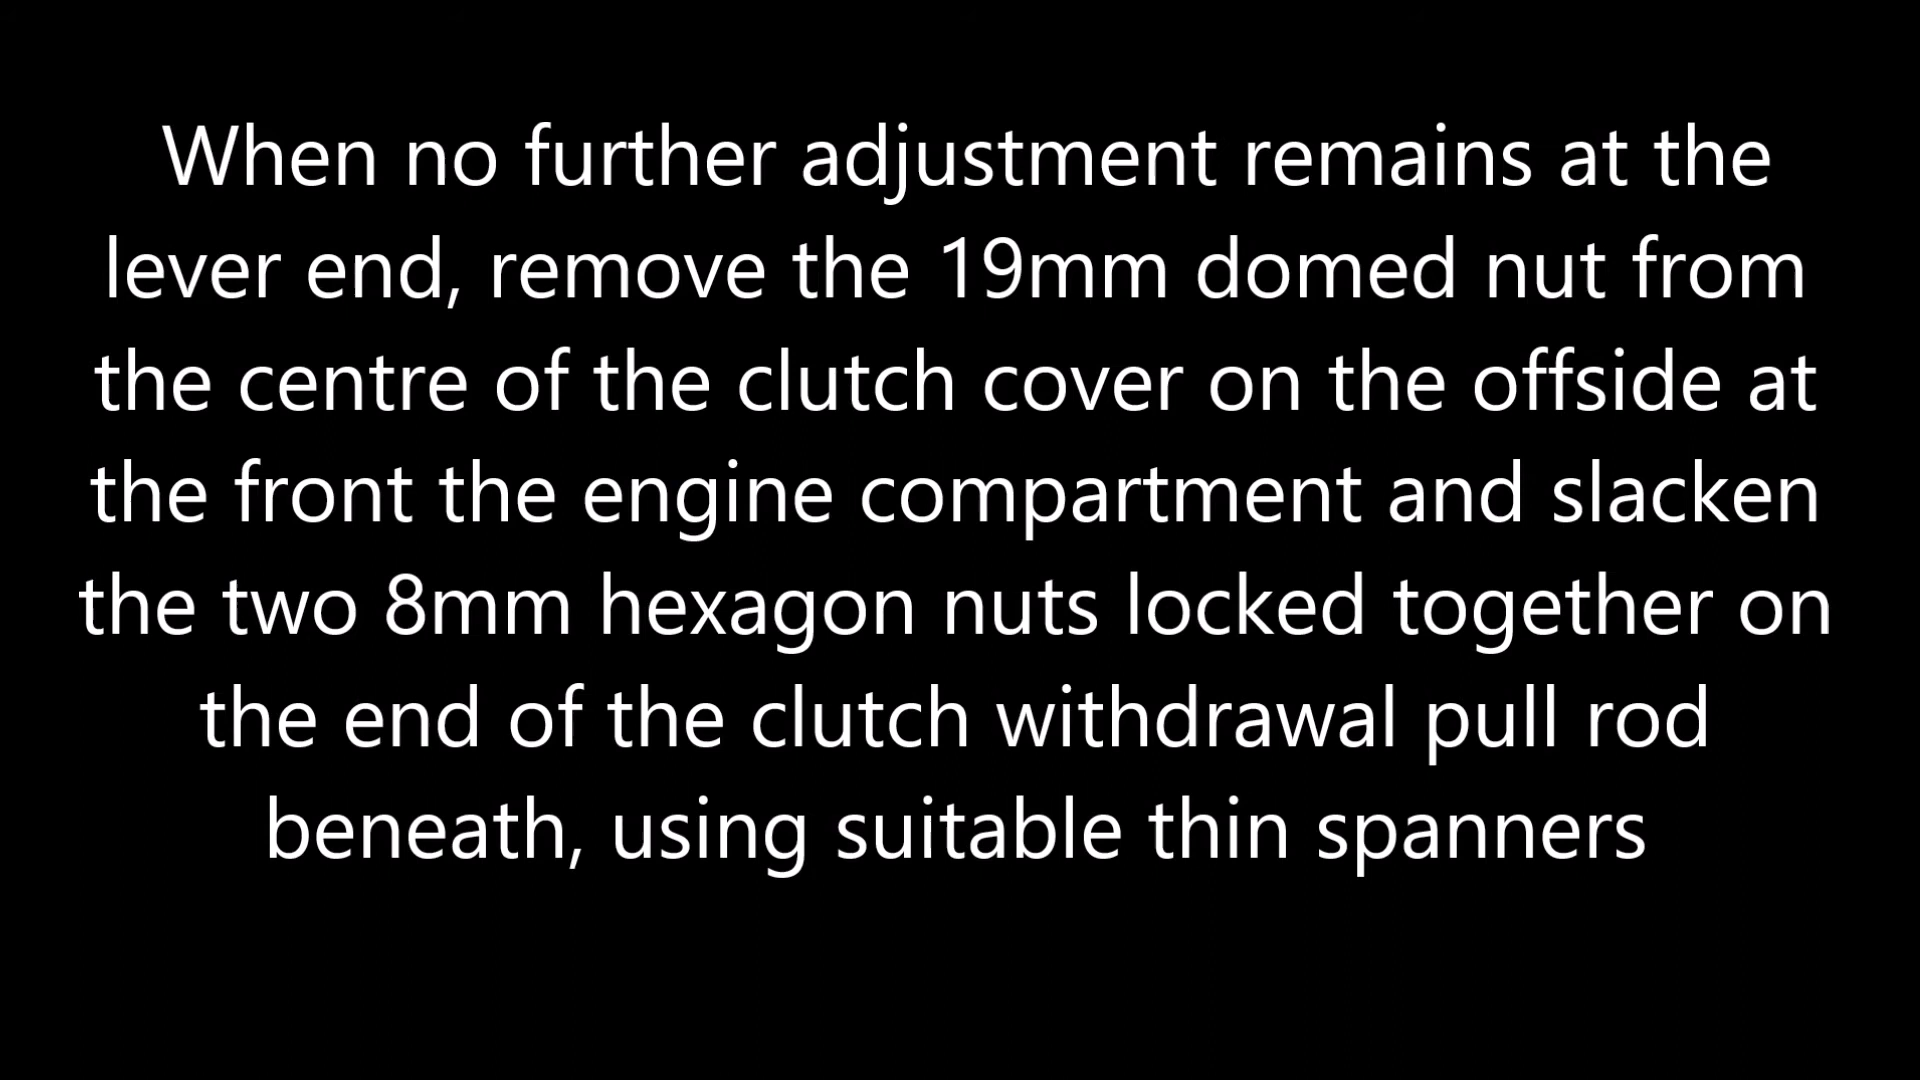 When no further adjustment remains at the
lever end, remove the 19mm domed nut from
the centre of the clutch cover on the offside at
the front the engine compartment and slacken
the two 8mm hexagon nuts locked together on
the end of the clutch withdrawal pull rod
beneath, using suitable thin spanners